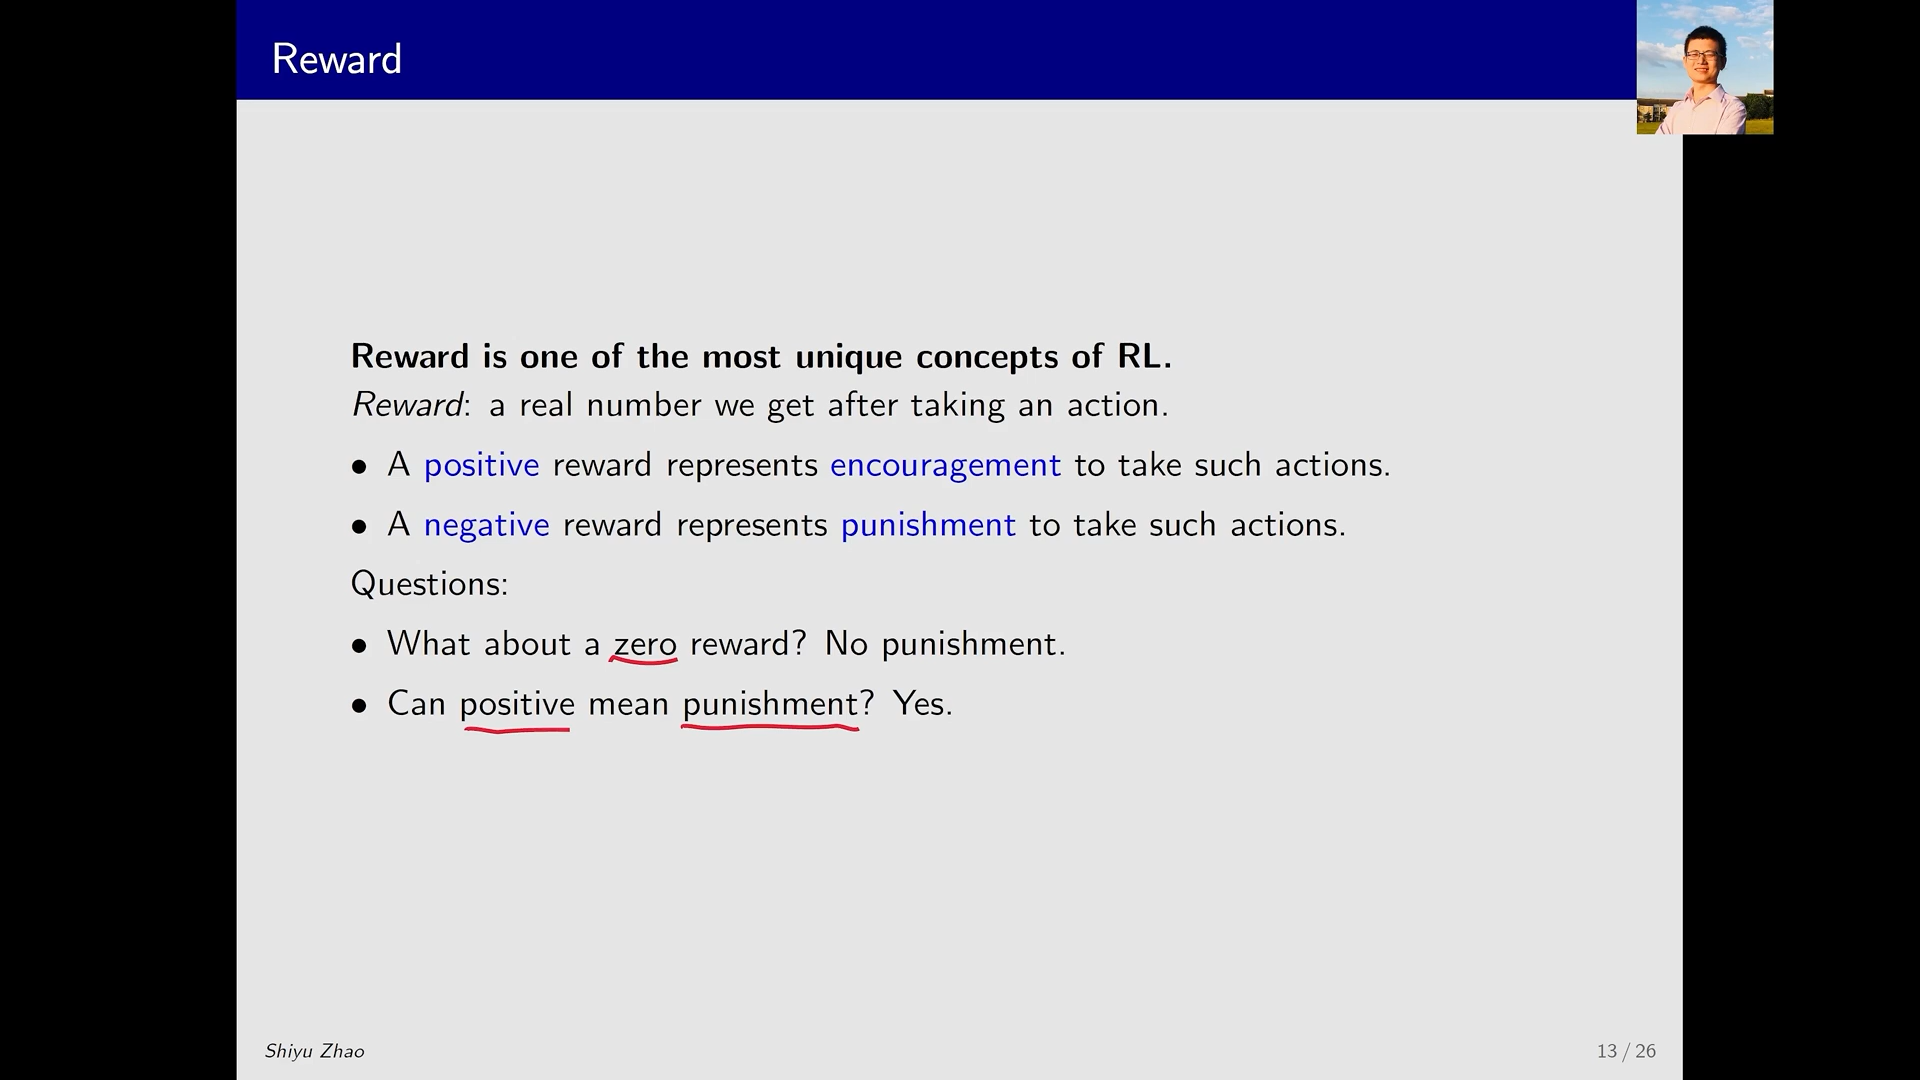 Reward
Reward is one of the most unique concepts of RL.
Reward: a real number we get after taking an action.
• A positive reward represents encouragement to take such actions.
• A negative reward represents punishment to take such actions.
Questions:
• What about a zero reward? No punishment.
• Can positive mean punishment? Yes.
Shiyu Zhao
13 / 26